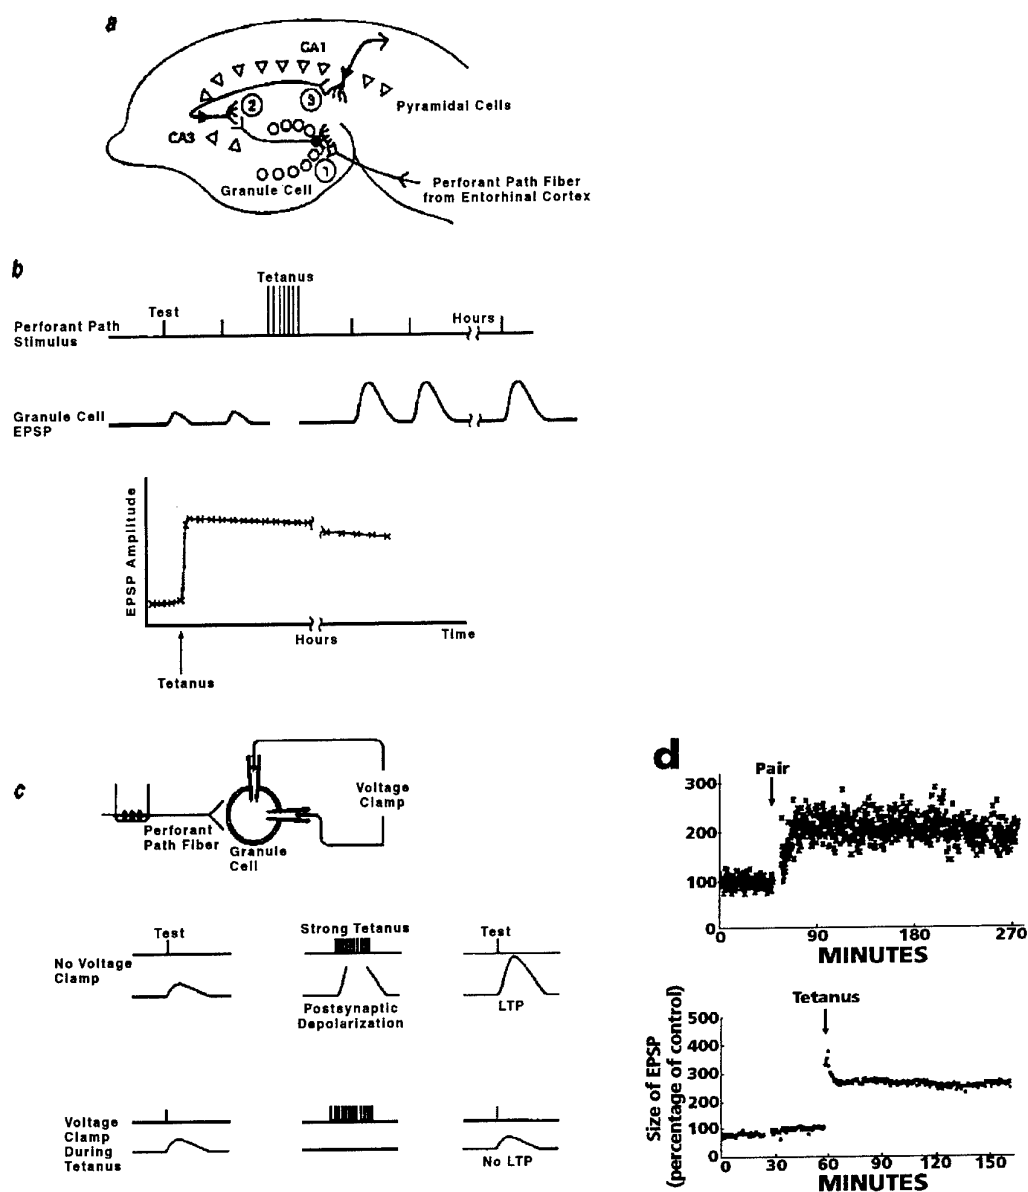 a
CA1
2
3
Pyramidal Cells
CA3
1
Granule Cell
Perforant Path Fiber
from Entorhinal Cortex
b
Tetanus
Test
Hours
Perforant Path
Stimulus
Granule Cell
EPSP
EPSP Amplitude
Hours
Time
Tetanus
c
Voltage
Clamp
Perforant
Path Fiber
Granule
Cell
Test
Strong Tetanus
Test
No Voltage
Clamp
Postsynaptic
Depolarization
LTP
Voltage
Clamp
During
Tetanus
No LTP
d
Pair
300
200
100
0
0 90 180 270
MINUTES
Tetanus
Size of EPSP
(percentage of control)
500
400
300
200
100
0
0 30 60 90 120 150
MINUTES